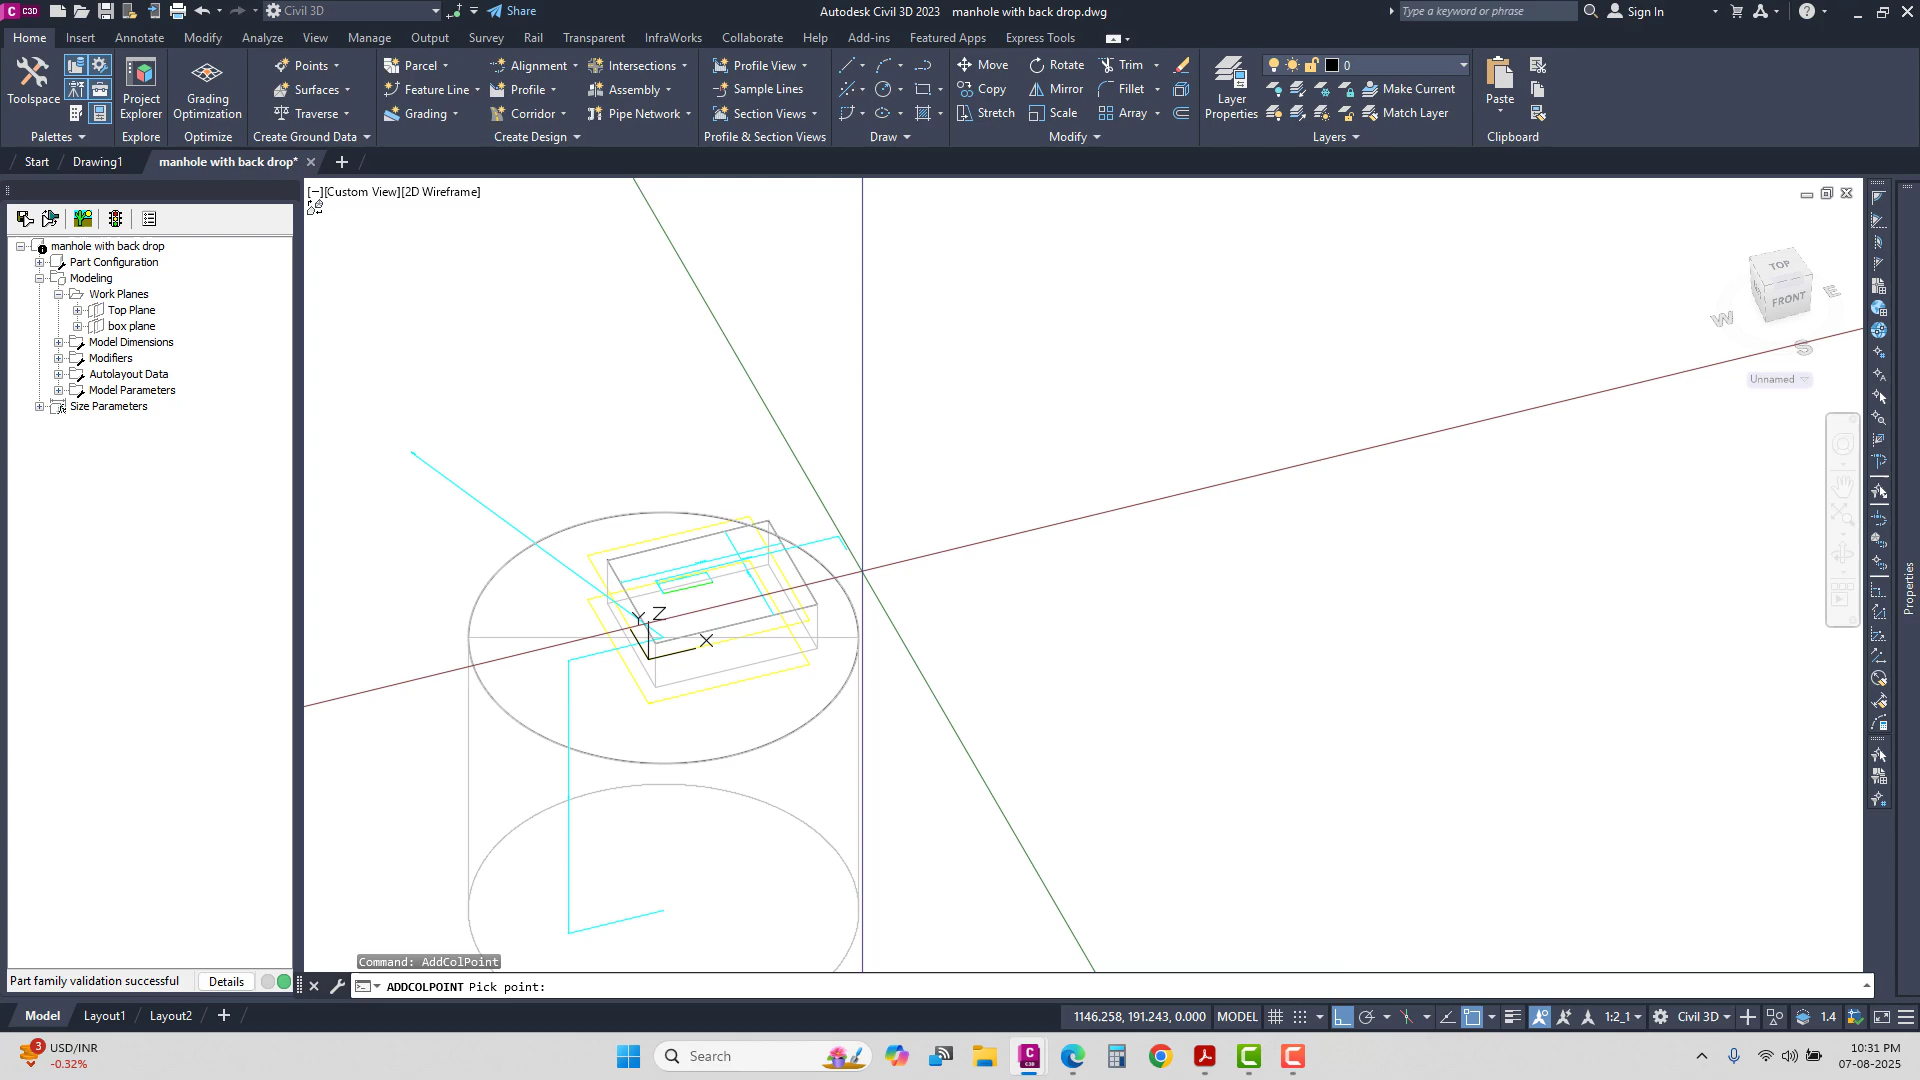 C3D Civil 3D Share Autodesk Civil 3D 2023 manhole with back drop.dwg Type a keyword or phrase Sign In
Home Insert Annotate Modify Analyze View Manage Output Survey Rail Transparent InfraWorks Collaborate Help Add-ins Featured Apps Express Tools
Toolspace
Project Explorer
Grading Optimization
Points
Surfaces
Traverse
Parcel
Feature Line
Grading
Alignment
Profile
Corridor
Intersections
Assembly
Pipe Network
Profile View
Sample Lines
Section Views
Move Rotate Trim
Copy Mirror Fillet
Stretch Scale Array
Layer Properties
0
Make Current
Match Layer
Paste
Palettes Explore Optimize Create Ground Data Create Design Profile & Section Views Draw Modify Layers Clipboard
Start Drawing1 manhole with back drop*
[−][Custom View][2D Wireframe]
manhole with back drop
Part Configuration
Modeling
Work Planes
Top Plane
box plane
Model Dimensions
Modifiers
Autolayout Data
Model Parameters
Size Parameters
TOP
FRONT
W
E
S
Unnamed
Y Z
X
Properties
Command: AddColPoint
Part family validation successful Details
ADDCOLPOINT Pick point:
Model Layout1 Layout2
1146.258, 191.243, 0.000 MODEL 1:2_1 Civil 3D 1.4
3 USD/INR
-0.32%
Search
10:31 PM
07-08-2025